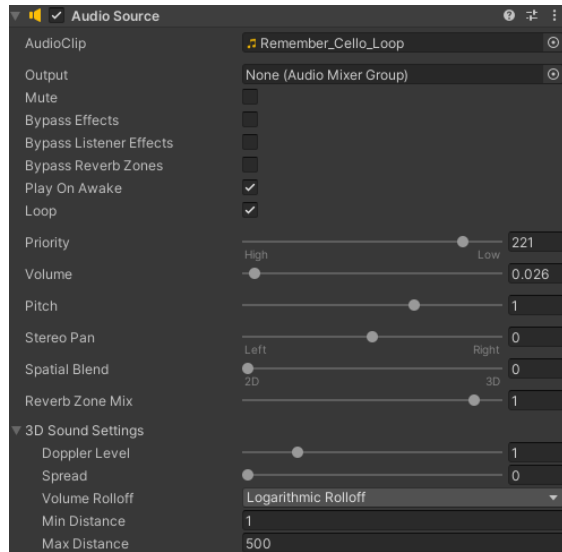 Audio Source
AudioClip Remember_Cello_Loop
Output None (Audio Mixer Group)
Mute
Bypass Effects
Bypass Listener Effects
Bypass Reverb Zones
Play On Awake
Loop
Priority 221
High Low
Volume 0.026
Pitch 1
Stereo Pan 0
Left Right
Spatial Blend 0
2D 3D
Reverb Zone Mix 1
3D Sound Settings
Doppler Level 1
Spread 0
Volume Rolloff Logarithmic Rolloff
Min Distance 1
Max Distance 500